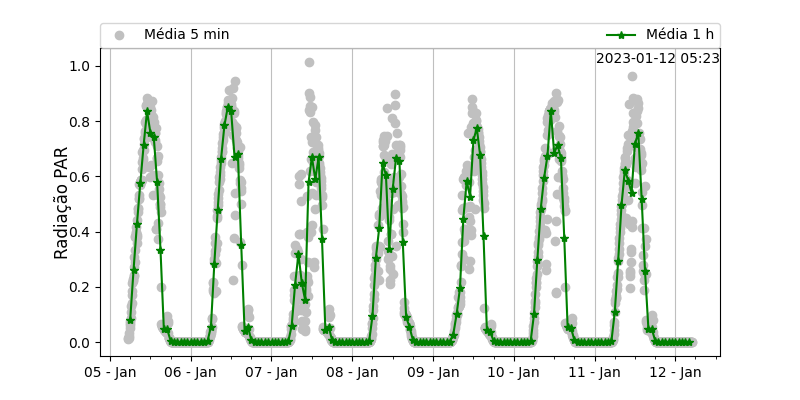 Média 5 min
Média 1 h
2023-01-12 05:23
1.0
0.8
0.6
0.4
0.2
0.0
Radiação PAR
05 - Jan
06 - Jan
07 - Jan
08 - Jan
09 - Jan
10 - Jan
11 - Jan
12 - Jan